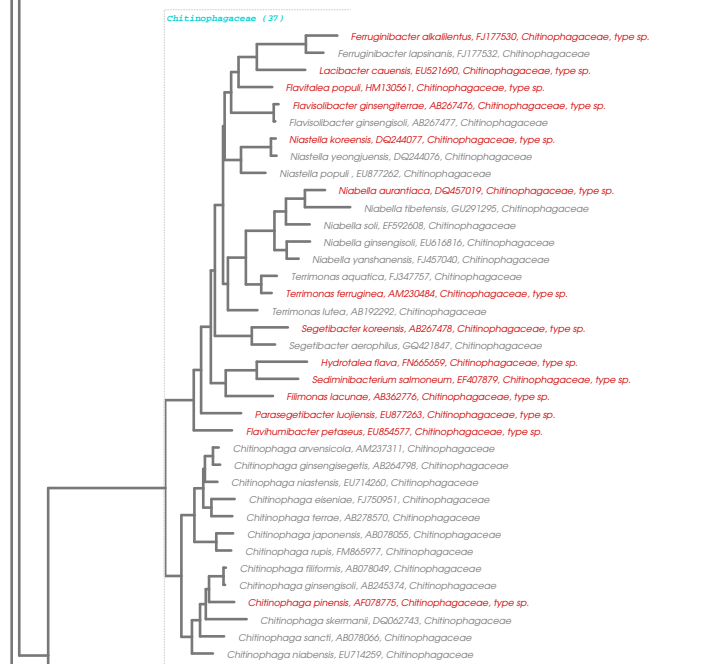 Chitinophagaceae (37)
Ferruginibacter alkalilentus, FJ177530, Chitinophagaceae, type sp.
Ferruginibacter lapsinanis, FJ177532, Chitinophagaceae
Lacibacter cauensis, EU521690, Chitinophagaceae, type sp.
Flavitalea populi, HM130561, Chitinophagaceae, type sp.
Flavisolibacter ginsengiterrae, AB267476, Chitinophagaceae, type sp.
Flavisolibacter ginsengisoli, AB267477, Chitinophagaceae
Niastella koreensis, DQ244077, Chitinophagaceae, type sp.
Niastella yeongjuensis, DQ244076, Chitinophagaceae
Niastella populi , EU877262, Chitinophagaceae
Niabella aurantiaca, DQ457019, Chitinophagaceae, type sp.
Niabella tibetensis, GU291295, Chitinophagaceae
Niabella soli, EF592608, Chitinophagaceae
Niabella ginsengisoli, EU616816, Chitinophagaceae
Niabella yanshanensis, FJ457040, Chitinophagaceae
Terrimonas aquatica, FJ347757, Chitinophagaceae
Terrimonas ferruginea, AM230484, Chitinophagaceae, type sp.
Terrimonas lutea, AB192292, Chitinophagaceae
Segetibacter koreensis, AB267478, Chitinophagaceae, type sp.
Segetibacter aerophilus, GQ421847, Chitinophagaceae
Hydrotalea flava, FN665659, Chitinophagaceae, type sp.
Sediminibacterium salmoneum, EF407879, Chitinophagaceae, type sp.
Filimonas lacunae, AB362776, Chitinophagaceae, type sp.
Parasegetibacter luojiensis, EU877263, Chitinophagaceae, type sp.
Flavihumibacter petaseus, EU854577, Chitinophagaceae, type sp.
Chitinophaga arvensicola, AM237311, Chitinophagaceae
Chitinophaga ginsengisegetis, AB264798, Chitinophagaceae
Chitinophaga niastensis, EU714260, Chitinophagaceae
Chitinophaga eiseniae, FJ750951, Chitinophagaceae
Chitinophaga terrae, AB278570, Chitinophagaceae
Chitinophaga japonensis, AB078055, Chitinophagaceae
Chitinophaga rupis, FM865977, Chitinophagaceae
Chitinophaga filiformis, AB078049, Chitinophagaceae
Chitinophaga ginsengisoli, AB245374, Chitinophagaceae
Chitinophaga pinensis, AF078775, Chitinophagaceae, type sp.
Chitinophaga skermanii, DQ062743, Chitinophagaceae
Chitinophaga sancti, AB078066, Chitinophagaceae
Chitinophaga niabensis, EU714259, Chitinophagaceae